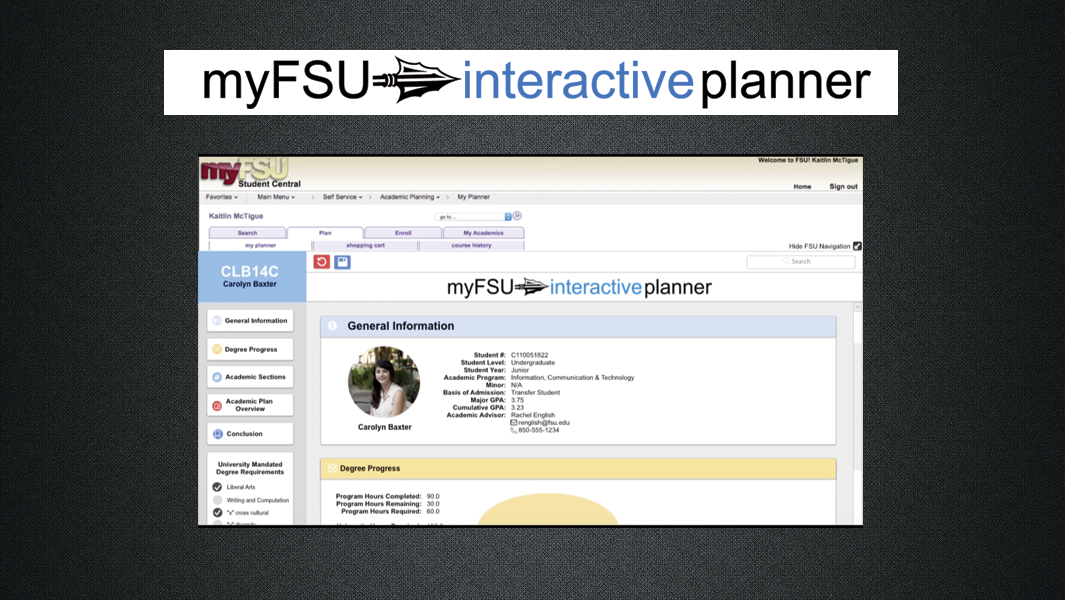 myFSU interactive planner
myFSU
Student Central
Welcome to FSU! Kaitlin McTigue
Home Sign out
Favorites Main Menu > Self Service > Academic Planning > My Planner
Kaitlin McTigue
go to ...
Search Plan Enroll My Academics
my planner shopping cart course history
Hide FSU Navigation
CLB14C
Carolyn Baxter
Search
myFSU interactive planner
General Information
Degree Progress
Academic Sections
Academic Plan
Overview
Conclusion
University Mandated
Degree Requirements
Liberal Arts
Writing and Computation
"x" cross cultural
"y" diversity
General Information
Carolyn Baxter
Student #: C110051822
Student Level: Undergraduate
Student Year: Junior
Academic Program: Information, Communication & Technology
Minor: N/A
Basis of Admission: Transfer Student
Major GPA: 3.75
Cumulative GPA: 3.23
Academic Advisor: Rachel English
renglish@fsu.edu
850-555-1234
Degree Progress
Program Hours Completed: 90.0
Program Hours Remaining: 30.0
Program Hours Required: 60.0